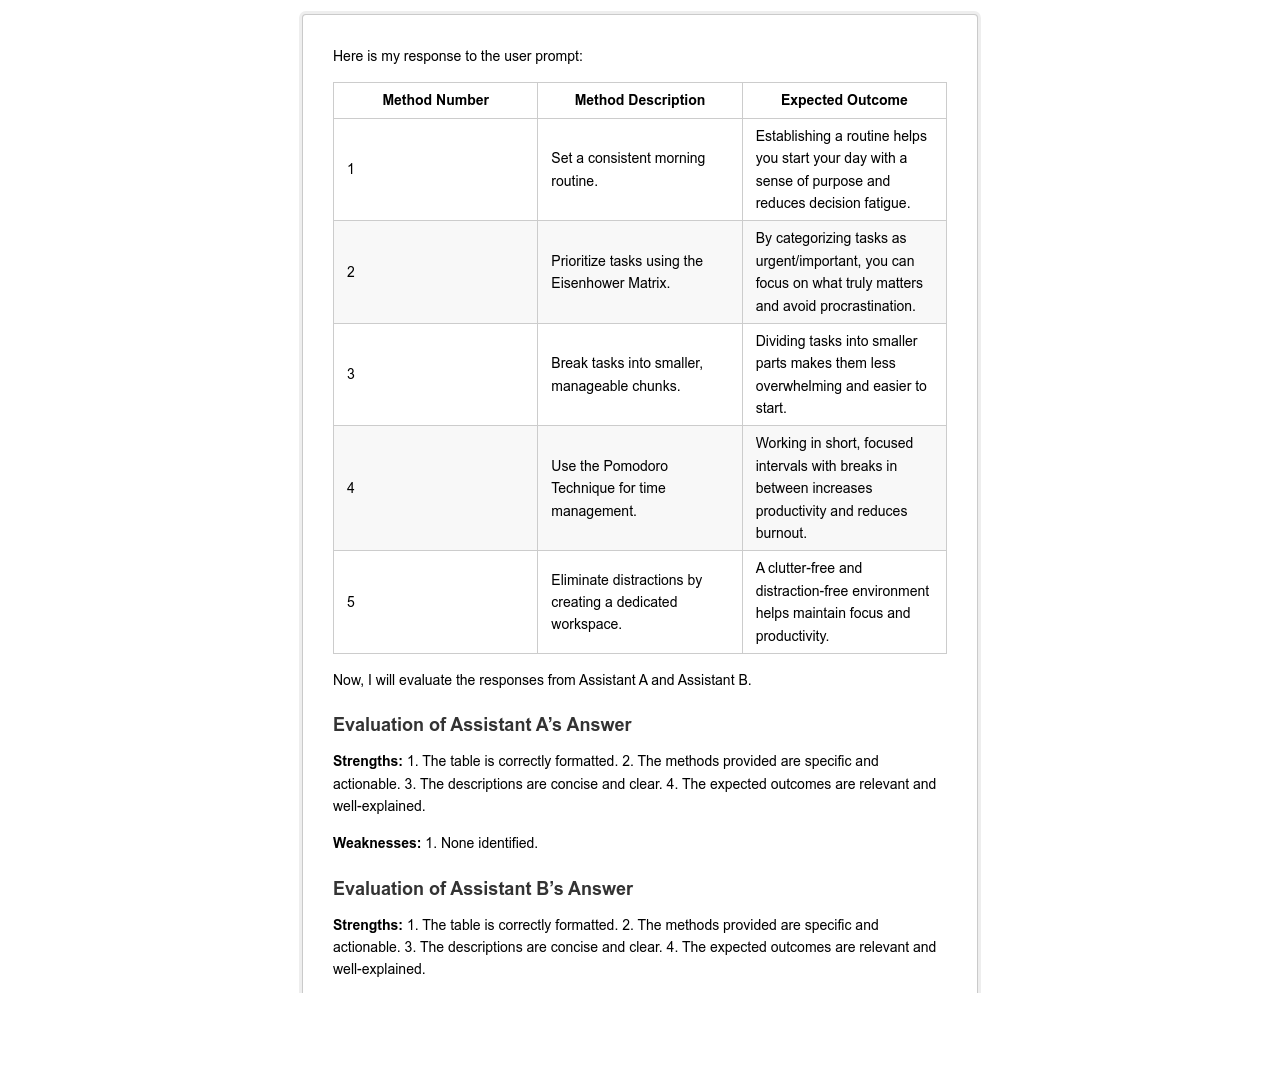 Here is my response to the user prompt:
Method Number Method Description Expected Outcome
1
Set a consistent morning
routine.
Establishing a routine helps
you start your day with a
sense of purpose and
reduces decision fatigue.
2
Prioritize tasks using the
Eisenhower Matrix.
By categorizing tasks as
urgent/important, you can
focus on what truly matters
and avoid procrastination.
3
Break tasks into smaller,
manageable chunks.
Dividing tasks into smaller
parts makes them less
overwhelming and easier to
start.
4
Use the Pomodoro
Technique for time
management.
Working in short, focused
intervals with breaks in
between increases
productivity and reduces
burnout.
5
Eliminate distractions by
creating a dedicated
workspace.
A clutter-free and
distraction-free environment
helps maintain focus and
productivity.
Now, I will evaluate the responses from Assistant A and Assistant B.
Evaluation of Assistant A’s Answer
Strengths: 1. The table is correctly formatted. 2. The methods provided are specific and
actionable. 3. The descriptions are concise and clear. 4. The expected outcomes are relevant and
well-explained.
Weaknesses: 1. None identified.
Evaluation of Assistant B’s Answer
Strengths: 1. The table is correctly formatted. 2. The methods provided are specific and
actionable. 3. The descriptions are concise and clear. 4. The expected outcomes are relevant and
well-explained.